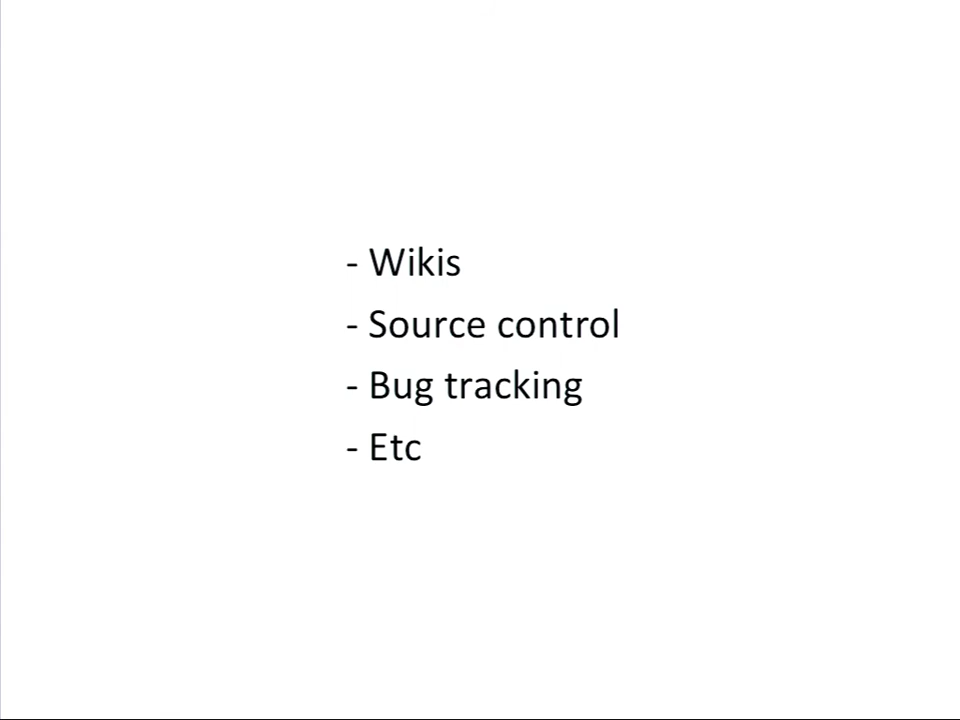 - Wikis
- Source control
- Bug tracking
- Etc